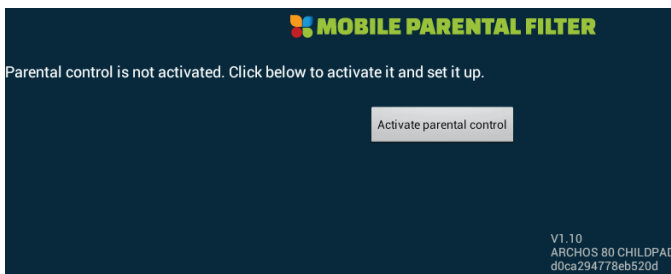 MOBILE PARENTAL FILTER
Parental control is not activated. Click below to activate it and set it up.
Activate parental control
V1.10
ARCHOS 80 CHILDPAD
d0ca294778eb520d